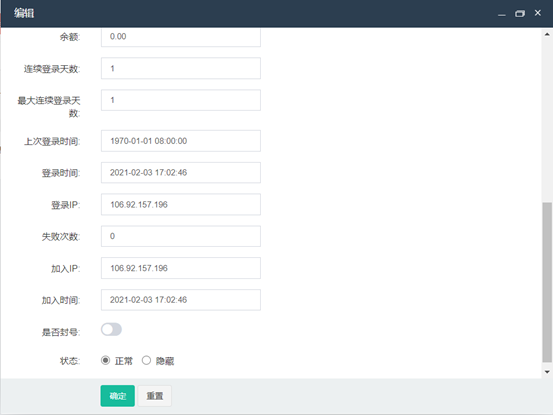 编辑
余额: 0.00
连续登录天数: 1
最大连续登录天
数: 1
上次登录时间: 1970-01-01 08:00:00
登录时间: 2021-02-03 17:02:46
登录IP: 106.92.157.196
失败次数: 0
加入IP: 106.92.157.196
加入时间: 2021-02-03 17:02:46
是否封号:
状态: 正常 隐藏
确定 重置